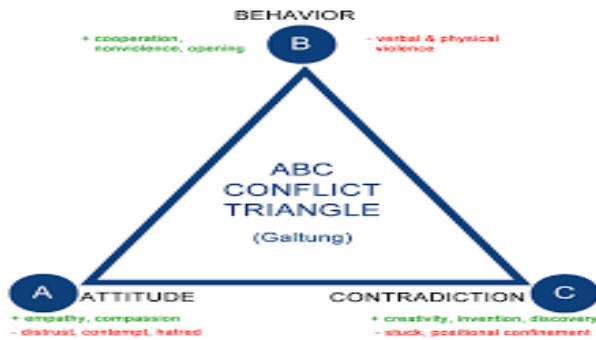 BEHAVIOR
+ cooperation,
nonviolence, opening
B
- verbal & physical
violence
ABC
CONFLICT
TRIANGLE
(Galtung)
A
ATTITUDE
+ empathy, compassion
- distrust, contempt, hatred
CONTRADICTION
C
+ creativity, invention, discovery
- stuck, positional confinement